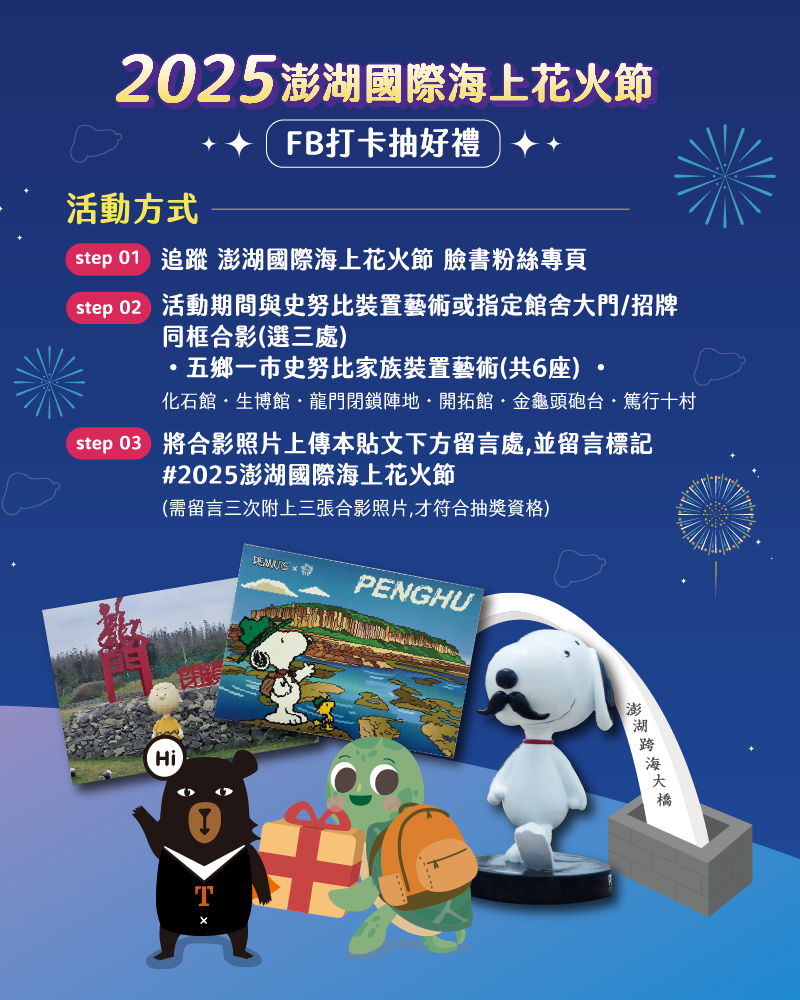 2025澎湖國際海上花火節
FB打卡抽好禮
活動方式
step 01 追蹤 澎湖國際海上花火節 臉書粉絲專頁
step 02 活動期間與史努比裝置藝術或指定館舍大門/招牌
同框合影(選三處)
・五鄉一市史努比家族裝置藝術(共6座) ・
化石館・生博館・龍門閉鎖陣地・開拓館・金龜頭砲台・篤行十村
step 03 將合影照片上傳本貼文下方留言處,並留言標記
#2025澎湖國際海上花火節
(需留言三次附上三張合影照片,才符合抽獎資格)
PEANUTS x
PENGHU
龍門
閉鎖
澎湖跨海大橋
Hi
T
x